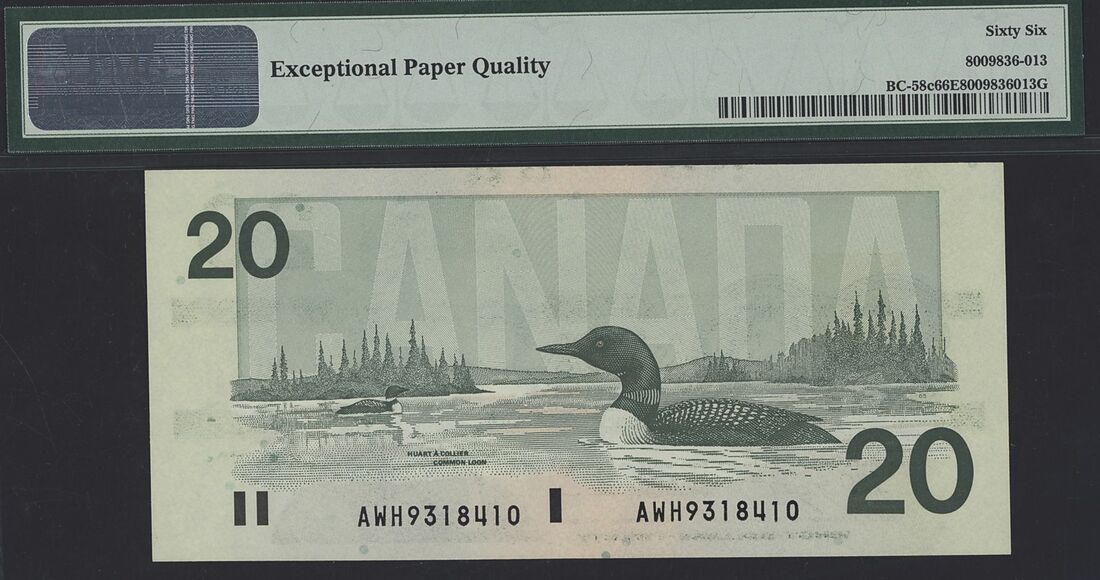 Sixty Six
Exceptional Paper Quality
8009836-013
BC-58c66E8009836013G
CANADA
20
HUART À COLLIER
COMMON LOON
20
AWH9318410
AWH9318410